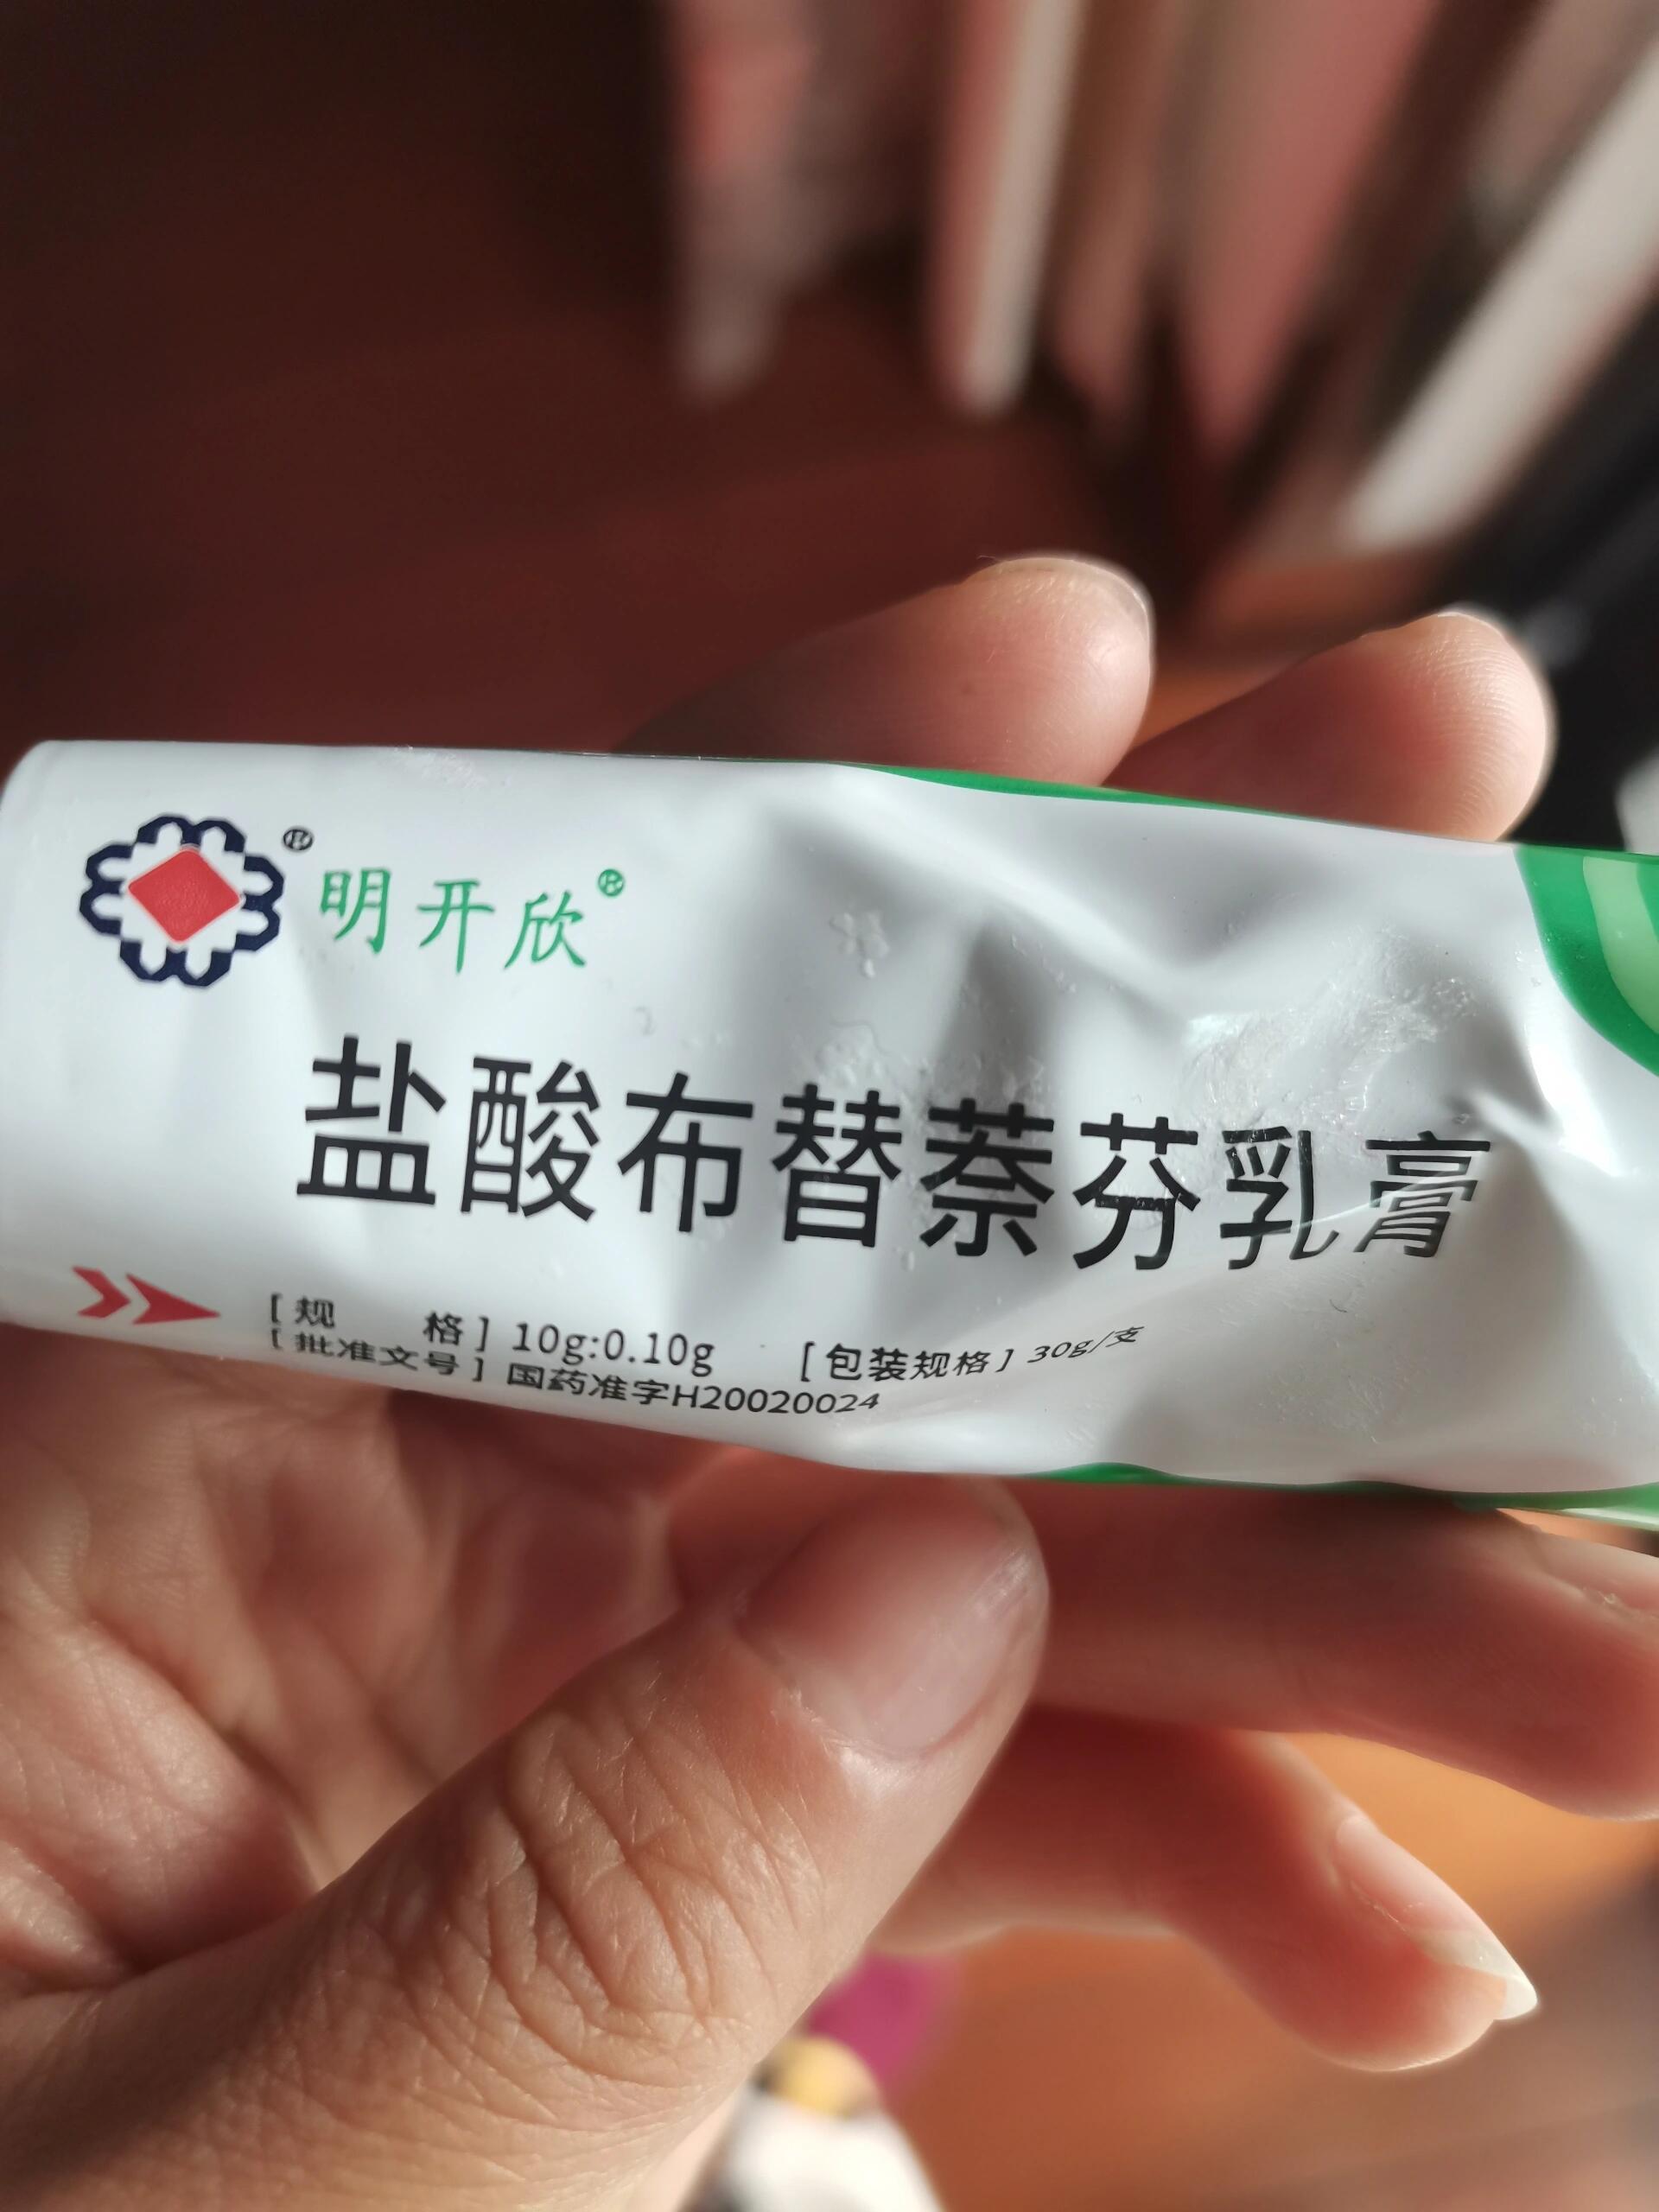 ® 明开欣®
盐酸布替萘芬乳膏
[规 格] 10g:0.10g [包装规格] 30g/支
[批准文号] 国药准字H20020024